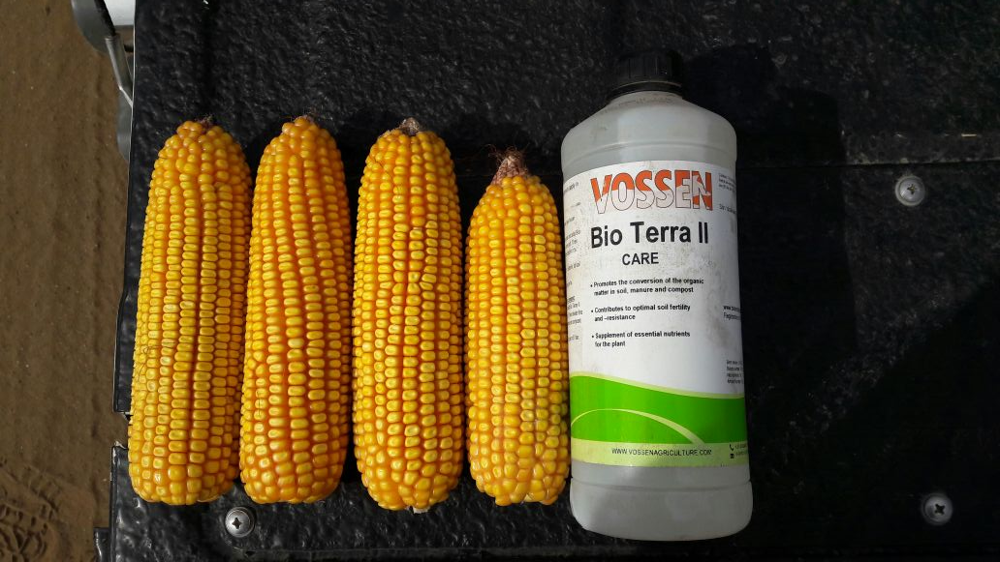 VOSSEN
Bio Terra II
CARE
• Promotes the conversion of the organic
matter in soil, manure and compost
• Contributes to optimal soil fertility
and -resistance
• Supplement of essential nutrients
for the plant
WWW.VOSSENAGRICULTURE.COM